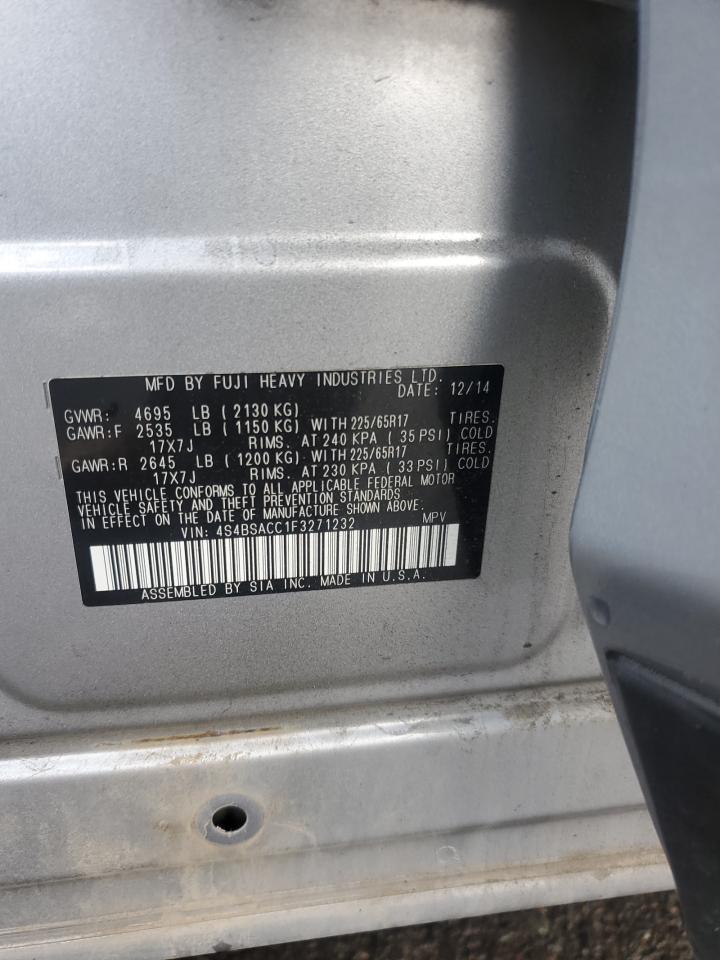 MFD BY FUJI HEAVY INDUSTRIES LTD.
DATE: 12/14
GVWR: 4695 LB ( 2130 KG)
GAWR:F 2535 LB ( 1150 KG) WITH 225/65R17 TIRES.
17X7J RIMS. AT 240 KPA ( 35 PSI) COLD
GAWR:R 2645 LB ( 1200 KG) WITH 225/65R17 TIRES.
17X7J RIMS. AT 230 KPA ( 33 PSI) COLD
THIS VEHICLE CONFORMS TO ALL APPLICABLE FEDERAL MOTOR
VEHICLE SAFETY AND THEFT PREVENTION STANDARDS
IN EFFECT ON THE DATE OF MANUFACTURE SHOWN ABOVE.
VIN: 4S4BSACC1F3271232 MPV
ASSEMBLED BY SIA INC. MADE IN U.S.A.